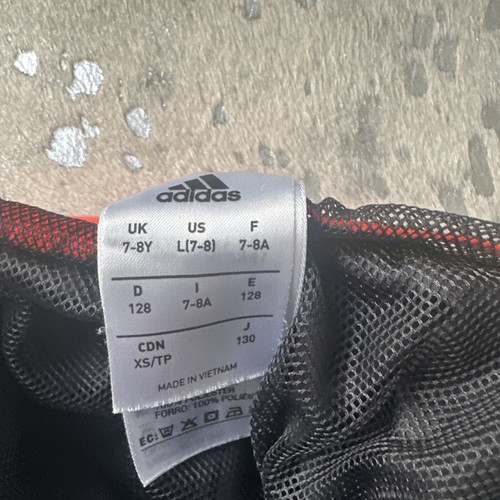 adidas
UK US F
7-8Y L(7-8) 7-8A
D I E
128 7-8A 128
CDN J
XS/TP 130
MADE IN VIETNAM
FORRO: 100% POLIÉS
EC: